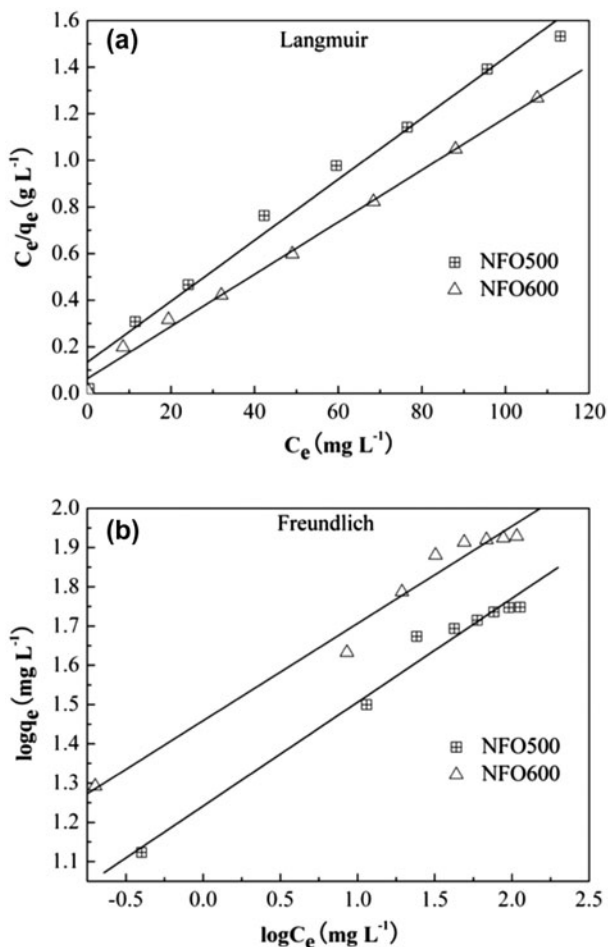 (a) Langmuir
1.6
1.4
1.2
1.0
0.8
0.6
0.4
0.2
0.0
Ce/qe (g L-1)
NFO500
NFO600
0 20 40 60 80 100 120
Ce (mg L-1)
(b) Freundlich
2.0
1.9
1.8
1.7
1.6
1.5
1.4
1.3
1.2
1.1
logqe (mg L-1)
NFO500
NFO600
-0.5 0.0 0.5 1.0 1.5 2.0 2.5
logCe (mg L-1)